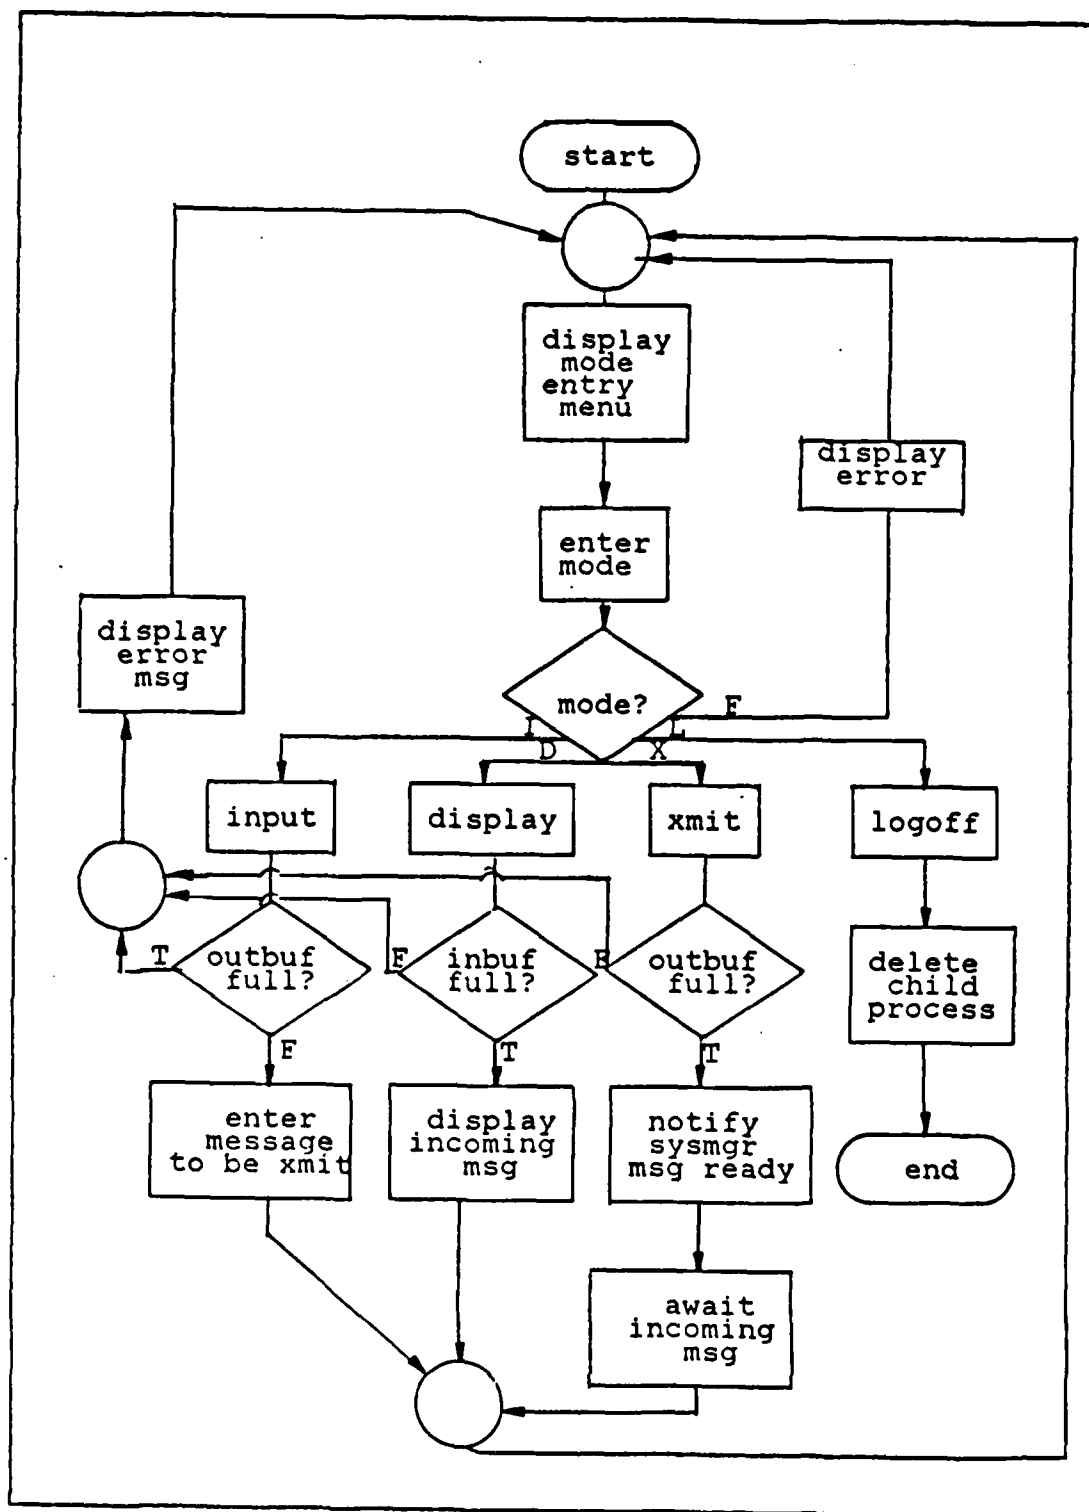 start
display
mode
entry
menu
display
error
enter
mode
display
error
msg
mode?
F
I
L
D
X
input
display
xmit
logoff
T
outbuf
full?
F
inbuf
full?
F
outbuf
full?
delete
child
process
F
T
T
enter
message
to be xmit
display
incoming
msg
notify
sysmgr
msg ready
end
await
incoming
msg